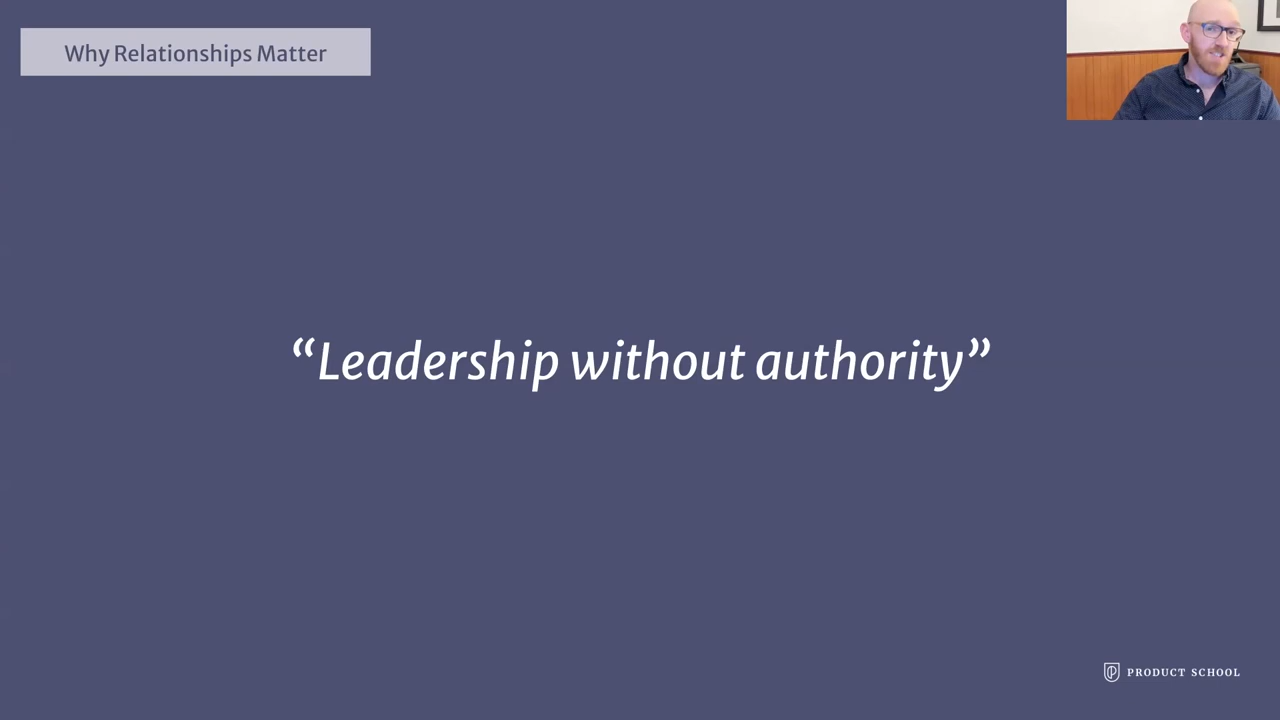 Why Relationships Matter
“Leadership without authority”
PRODUCT SCHOOL